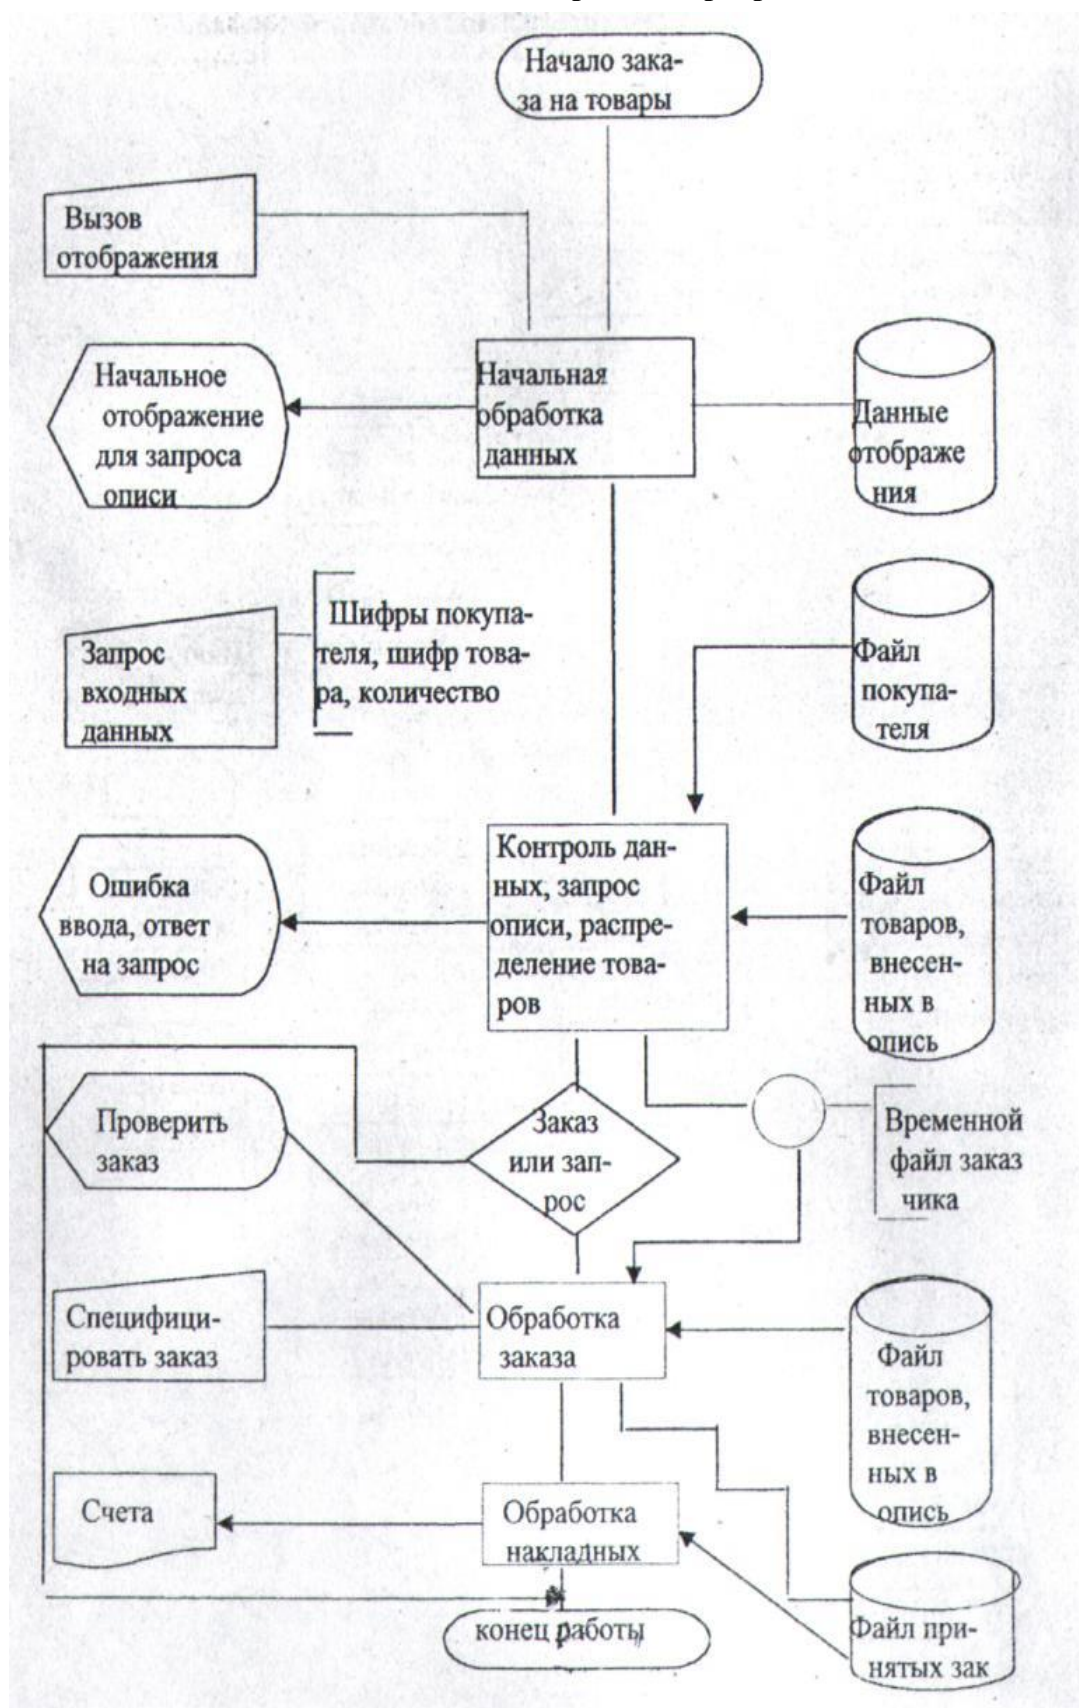 Начало зака-
за на товары
Вызов
отображения
Начальное
отображение
для запроса
описи
Начальная
обработка
данных
Данные
отображе
ния
Шифры покупа-
теля, шифр това-
ра, количество
Запрос
входных
данных
Файл
покупа-
теля
Ошибка
ввода, ответ
на запрос
Контроль дан-
ных, запрос
описи, распре-
деление това-
ров
Файл
товаров,
внесен-
ных в
опись
Проверить
заказ
Заказ
или зап-
рос
Временной
файл заказ
чика
Специфици-
ровать заказ
Обработка
заказа
Файл
товаров,
внесен-
ных в
опись
Счета
Обработка
накладных
конец работы
Файл при-
нятых зак